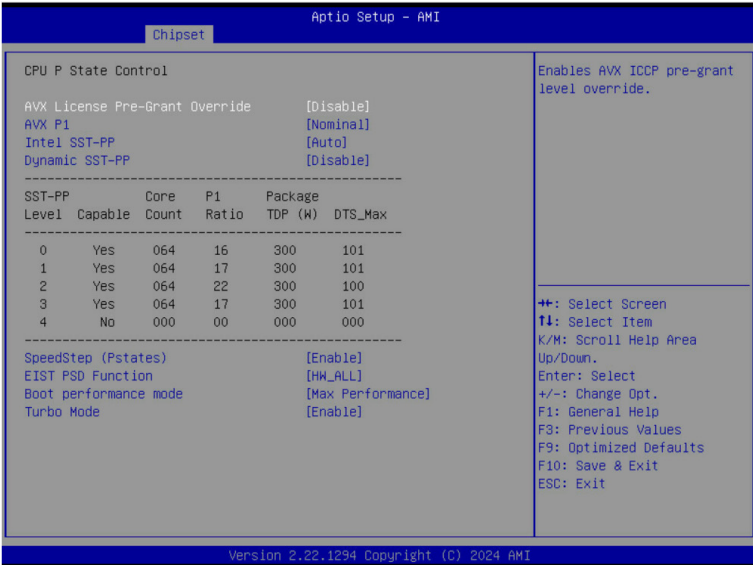 Aptio Setup – AMI
Chipset
CPU P State Control
AVX License Pre-Grant Override [Disable]
AVX P1 [Nominal]
Intel SST-PP [Auto]
Dynamic SST-PP [Disable]
SST-PP Core P1 Package
Level Capable Count Ratio TDP (W) DTS_Max
0 Yes 064 16 300 101
1 Yes 064 17 300 101
2 Yes 064 22 300 100
3 Yes 064 17 300 101
4 No 000 00 000 000
SpeedStep (Pstates) [Enable]
EIST PSD Function [HW_ALL]
Boot performance mode [Max Performance]
Turbo Mode [Enable]
Enables AVX ICCP pre-grant
level override.
→←: Select Screen
↑↓: Select Item
K/M: Scroll Help Area
Up/Down.
Enter: Select
+/-: Change Opt.
F1: General Help
F3: Previous Values
F9: Optimized Defaults
F10: Save & Exit
ESC: Exit
Version 2.22.1294 Copyright (C) 2024 AMI